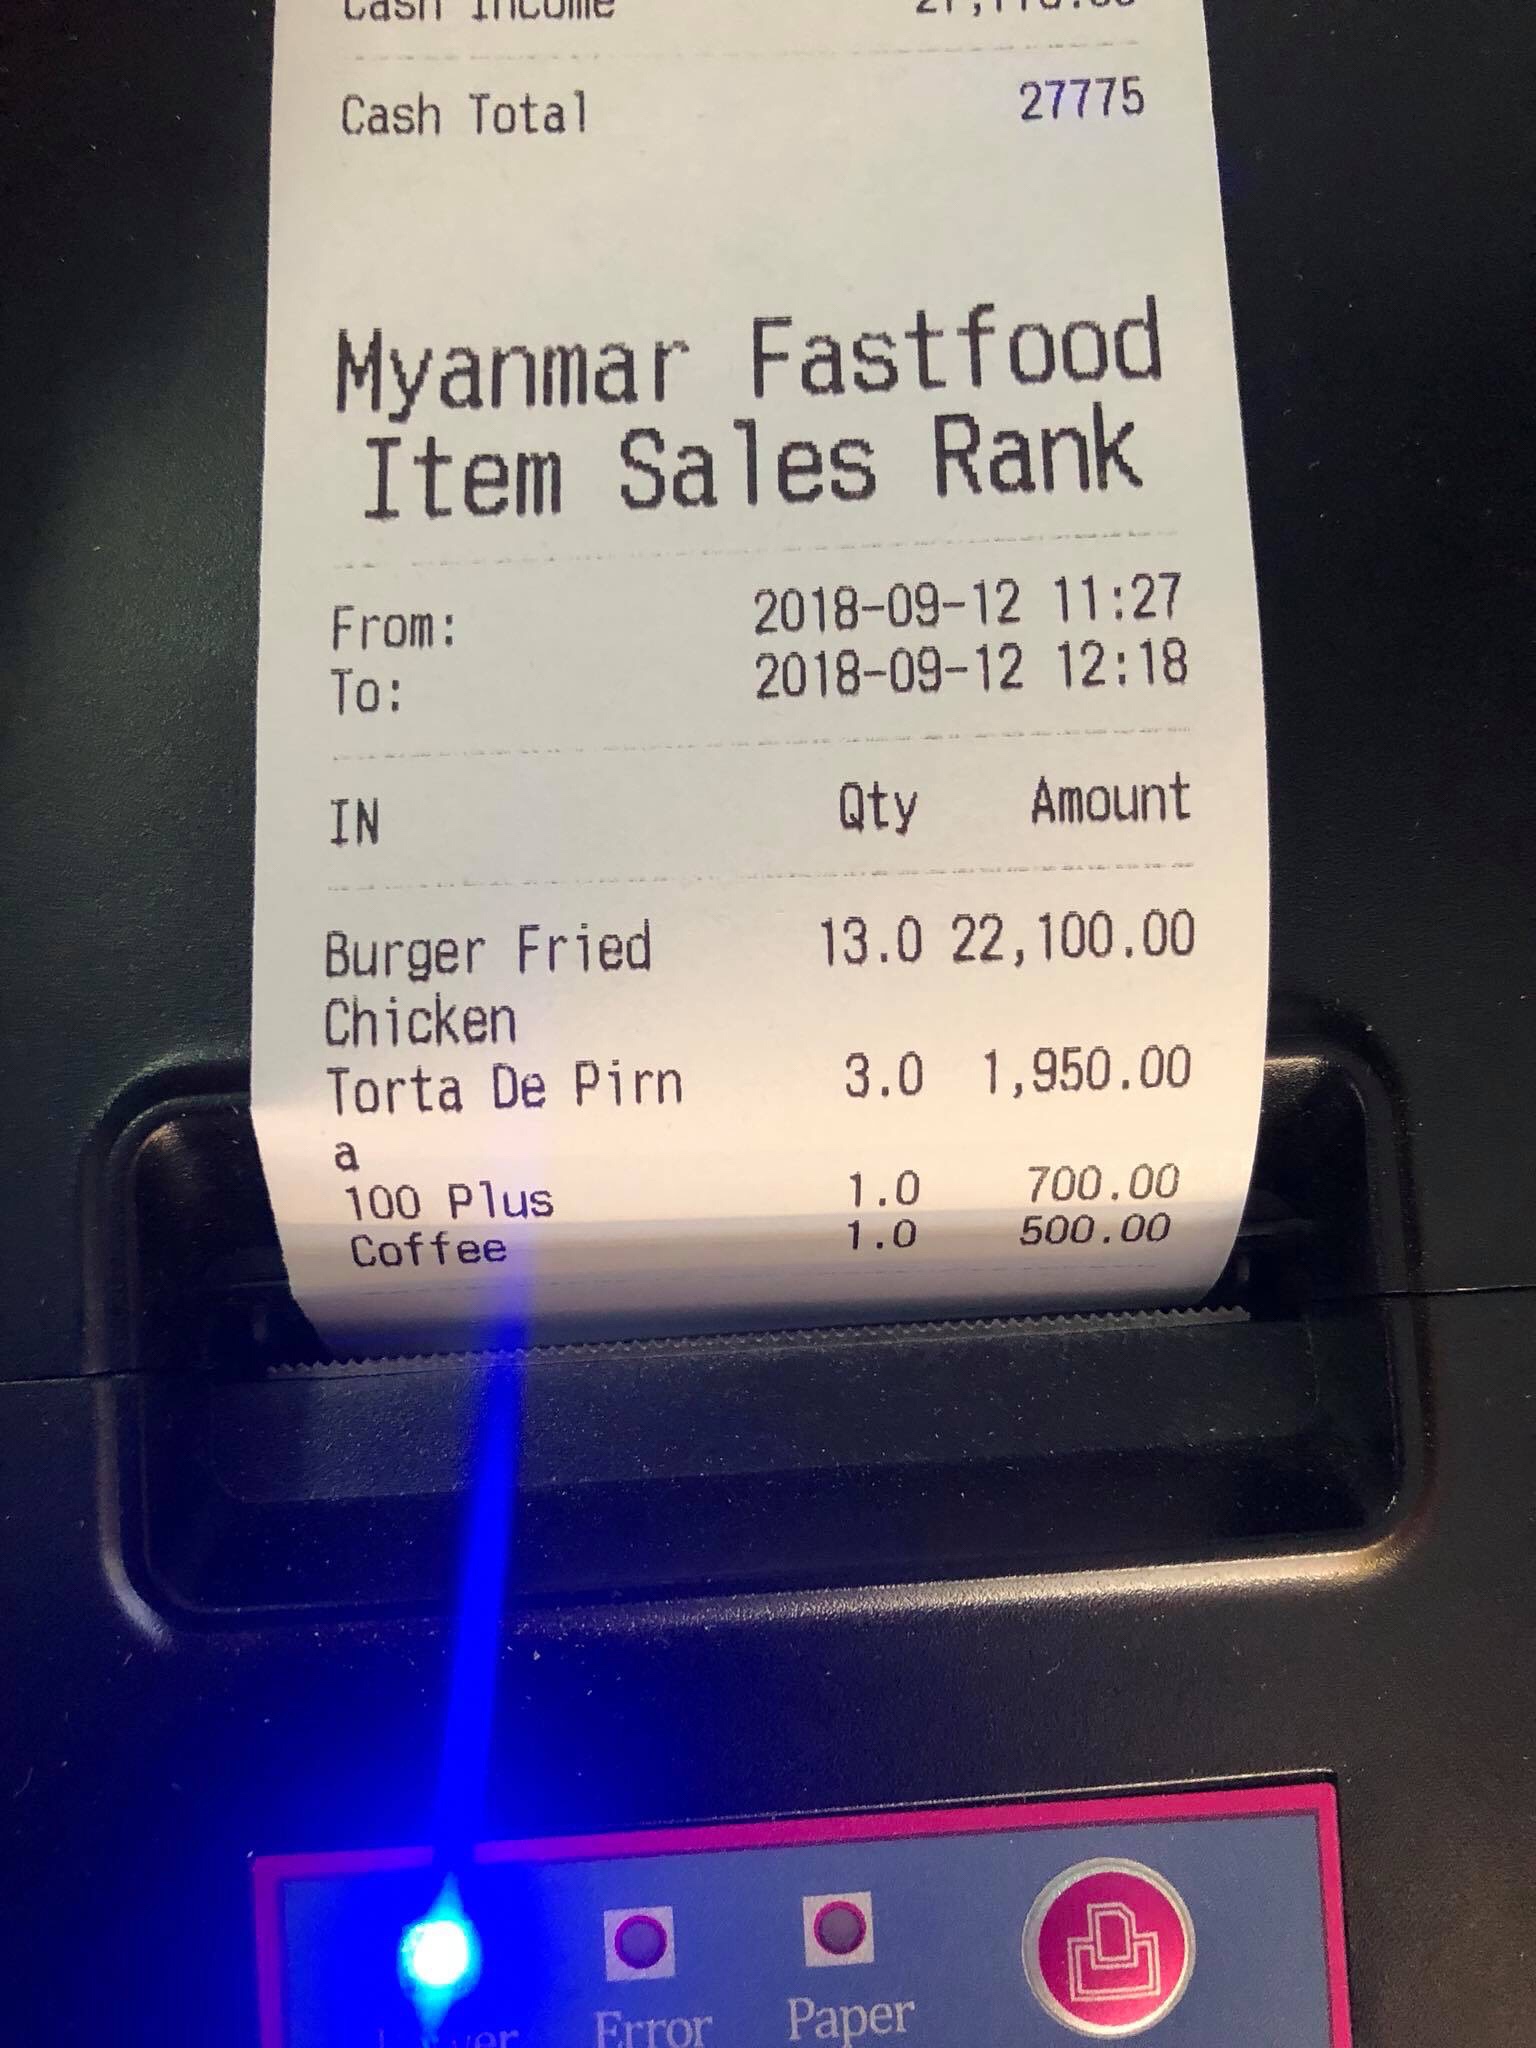 Cash Income
Cash Total 27775
Myanmar Fastfood
Item Sales Rank
From: 2018-09-12 11:27
To: 2018-09-12 12:18
IN Qty Amount
Burger Fried 13.0 22,100.00
Chicken
Torta De Pirn 3.0 1,950.00
a
100 Plus 1.0 700.00
Coffee 1.0 500.00
Error Paper